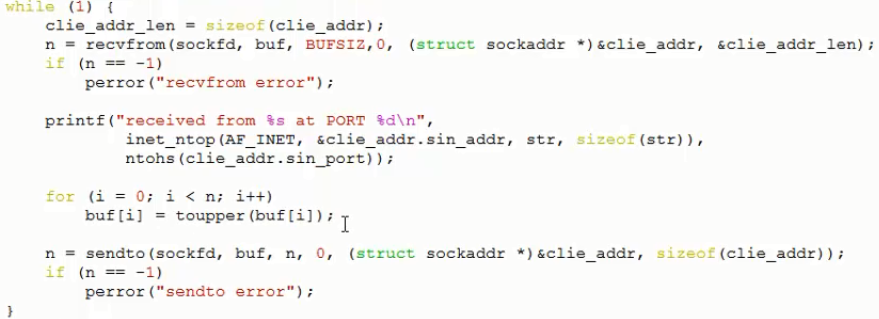 while (1) {
    clie_addr_len = sizeof(clie_addr);
    n = recvfrom(sockfd, buf, BUFSIZ,0, (struct sockaddr *)&clie_addr, &clie_addr_len);
    if (n == -1)
        perror("recvfrom error");
    printf("received from %s at PORT %d\n",
            inet_ntop(AF_INET, &clie_addr.sin_addr, str, sizeof(str)),
            ntohs(clie_addr.sin_port));
    for (i = 0; i < n; i++)
        buf[i] = toupper(buf[i]);
    n = sendto(sockfd, buf, n, 0, (struct sockaddr *)&clie_addr, sizeof(clie_addr));
    if (n == -1)
        perror("sendto error");
}